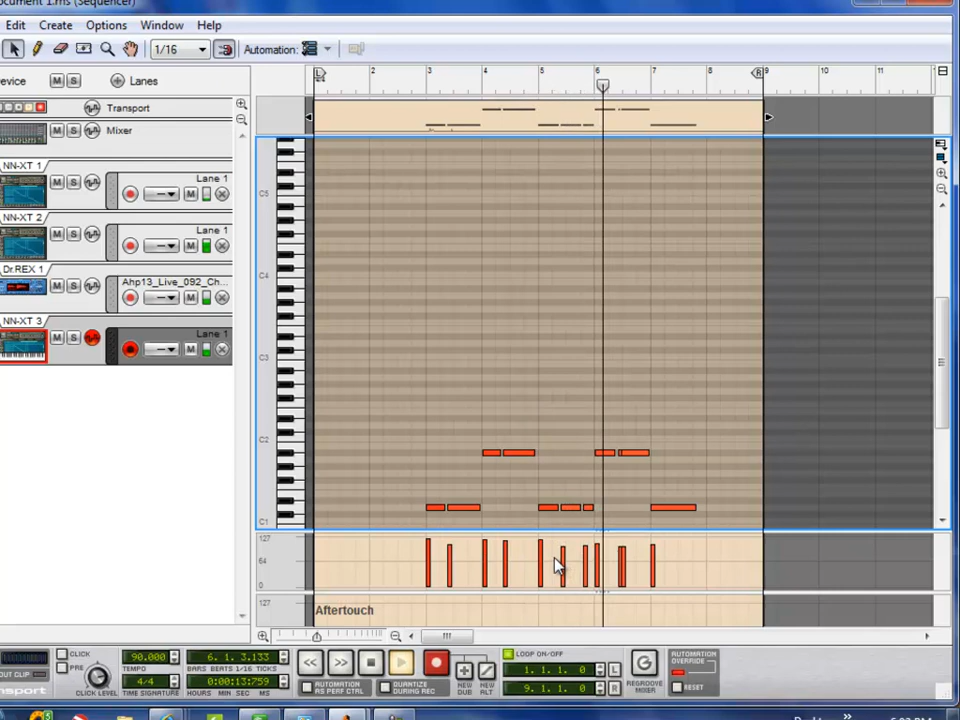 ocument 1.rns (Sequencer)
Edit Create Options Window Help
1/16 Automation:
evice M S Lanes
L 2 3 4 5 6 7 8 R 9 10 11
Transport
Mixer
NN-XT 1
M S Lane 1
M
NN-XT 2
M S Lane 1
M
Dr.REX 1
M S Ahp13_Live_092_Ch...
M
NN-XT 3
M S Lane 1
M
C5
C4
C3
C2
C1
127
64
0
127
Aftertouch
CLICK
PRE
OUT CLIP
CLICK LEVEL
90.000
TEMPO
4/4
TIME SIGNATURE
6. 1. 3.133
BARS BEATS 1/16 TICKS
0:00:13:759
HOURS MIN SEC MS
AUTOMATION AS PERF CTRL
QUANTIZE DURING REC
NEW DUB
NEW ALT
LOOP ON/OFF
1. 1. 1. 0 L
9. 1. 1. 0 R
REGROOVE MIXER
AUTOMATION OVERRIDE
RESET
nsport